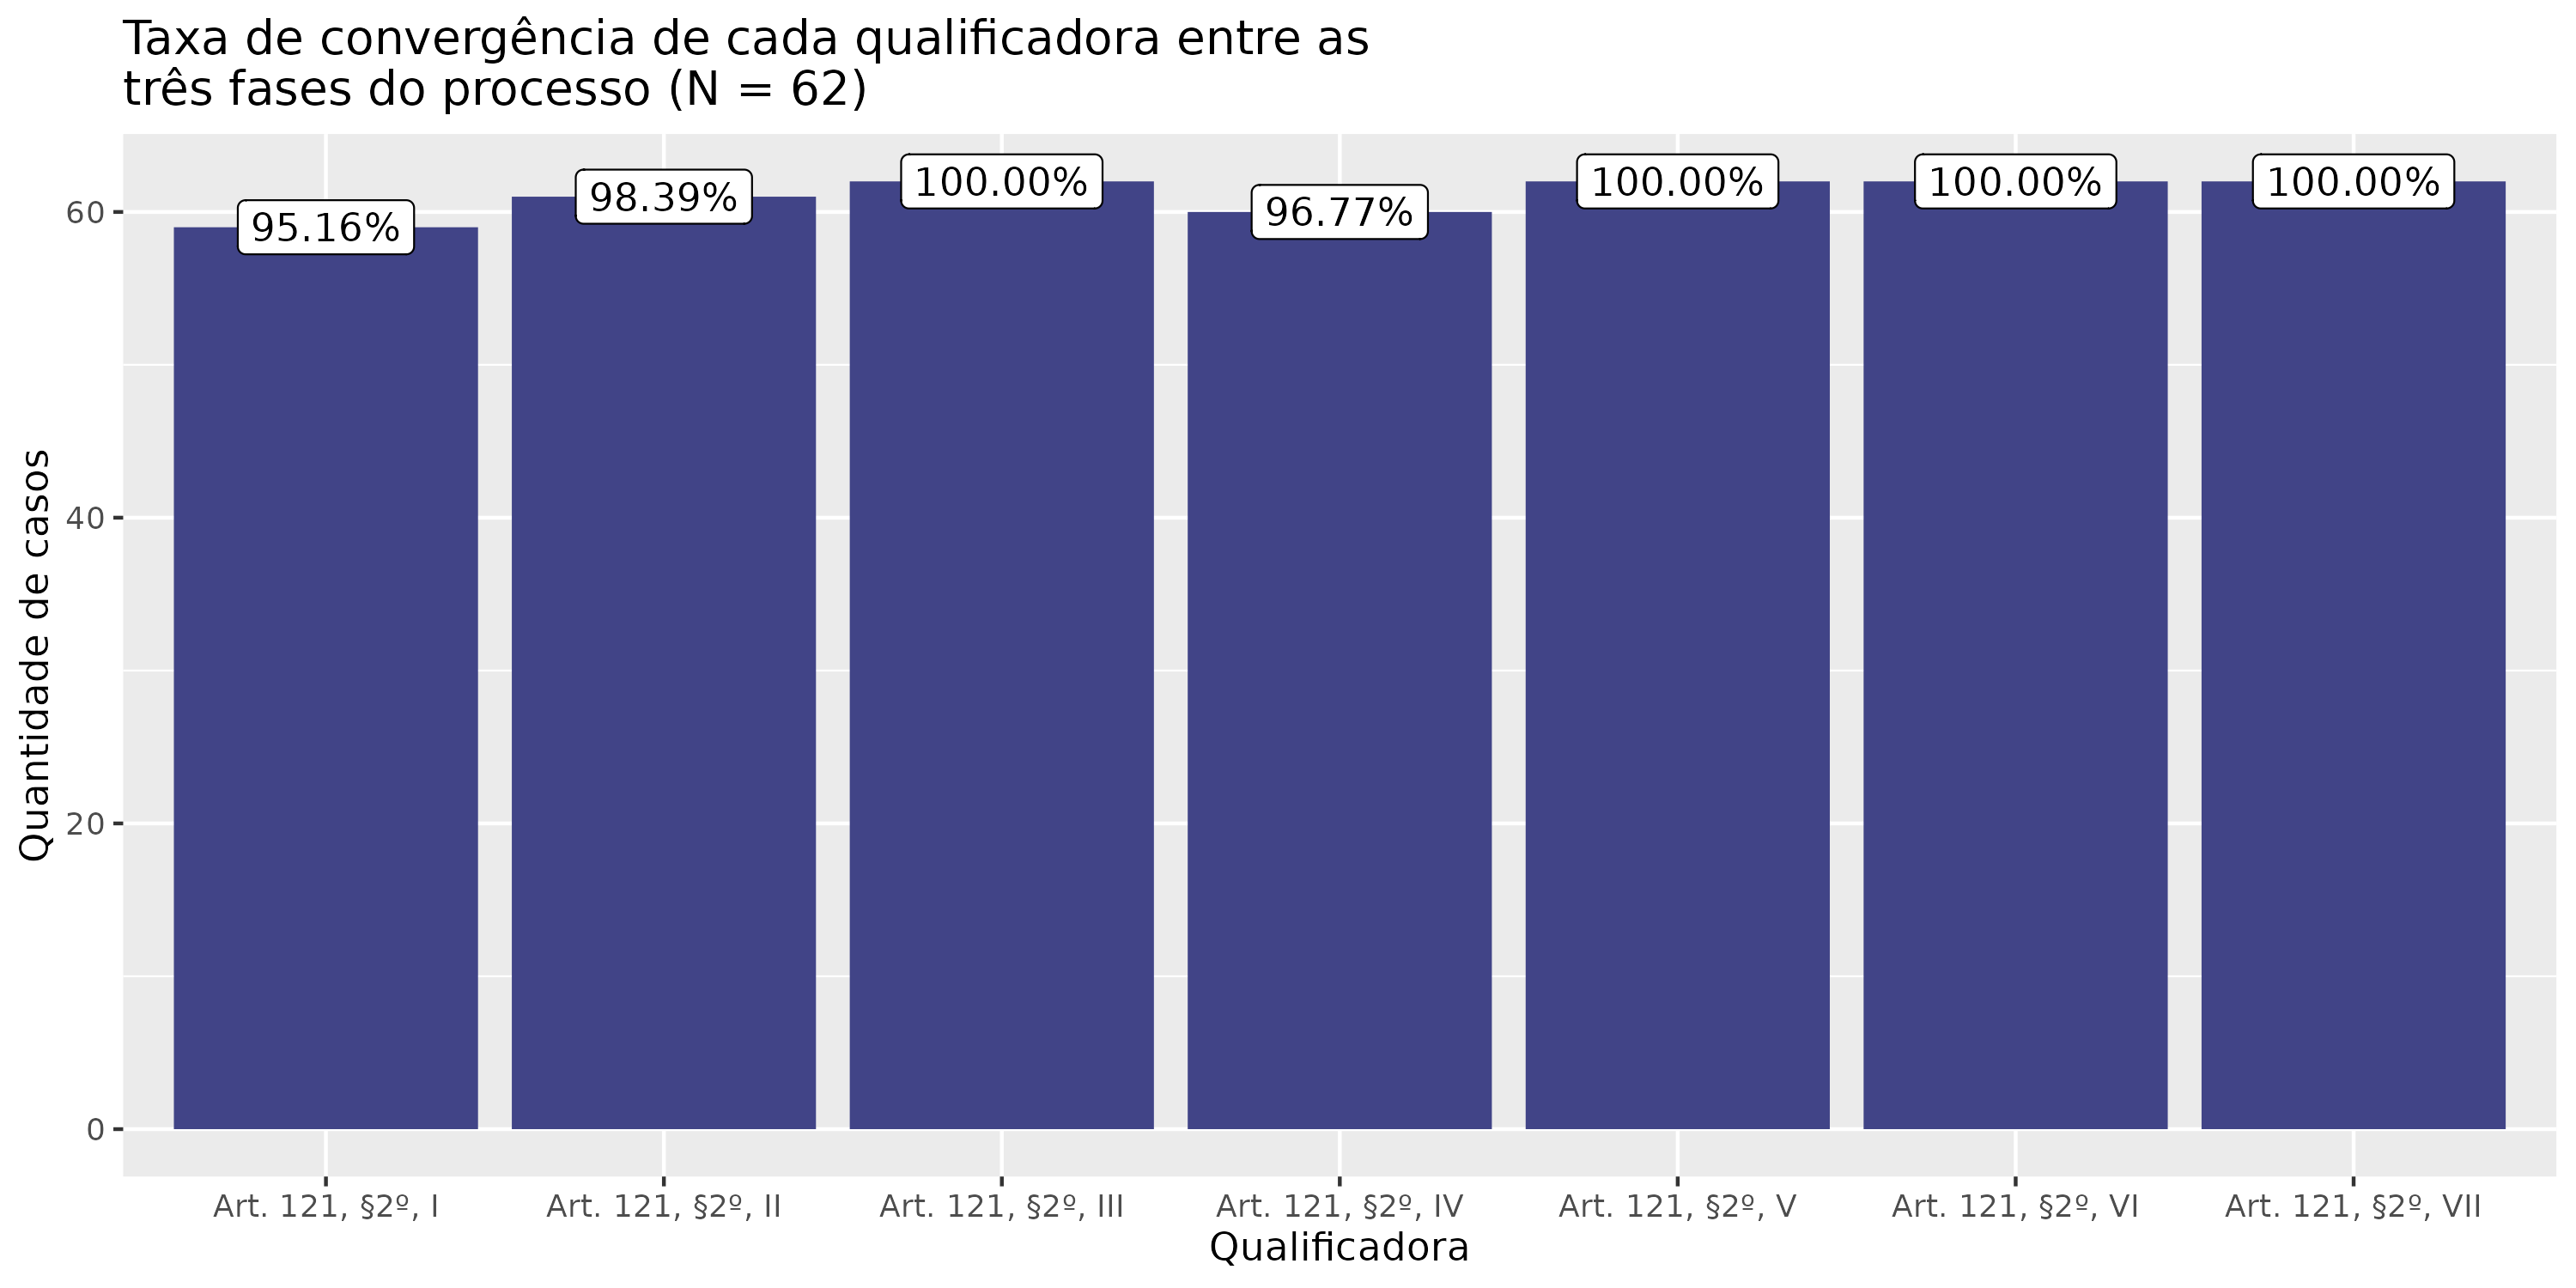 Taxa de convergência de cada qualificadora entre as
três fases do processo (N = 62)
95.16%
98.39%
100.00%
96.77%
100.00%
100.00%
100.00%
Quantidade de casos
60
40
20
0
Art. 121, §2º, I
Art. 121, §2º, II
Art. 121, §2º, III
Art. 121, §2º, IV
Art. 121, §2º, V
Art. 121, §2º, VI
Art. 121, §2º, VII
Qualificadora